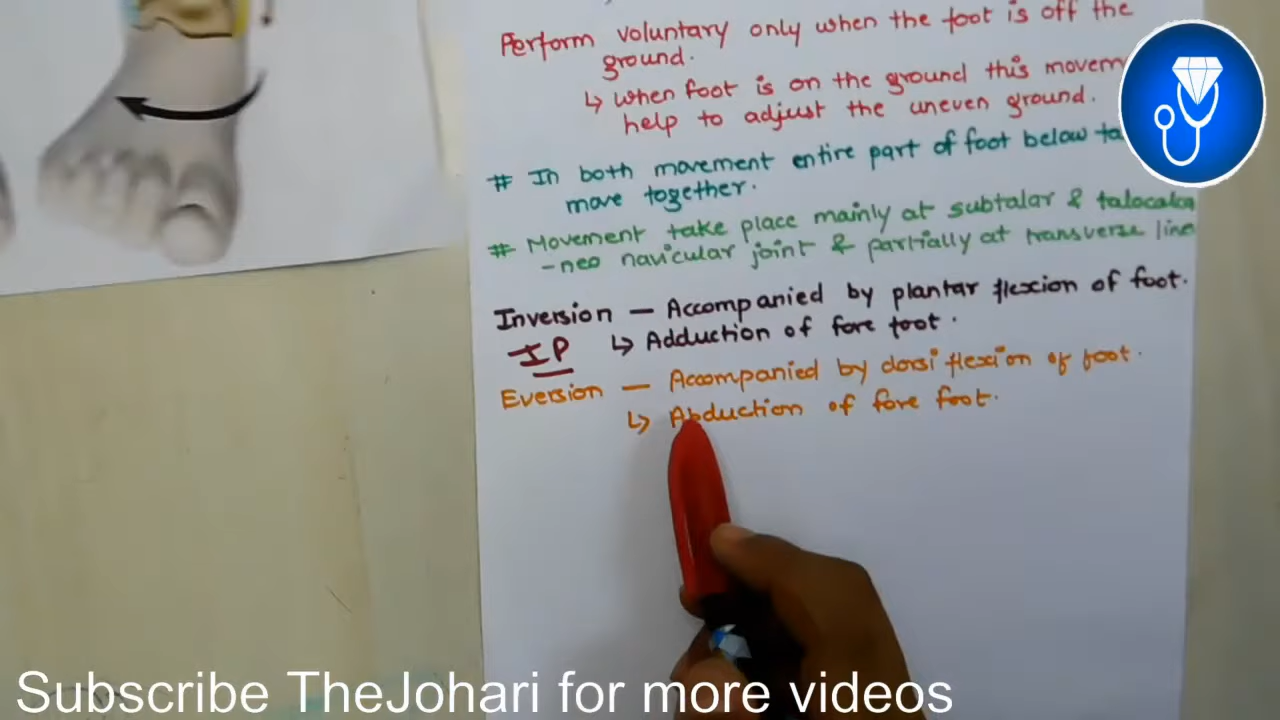 Perform voluntary only when the foot is off the
ground.
↳ When foot is on the ground this movem
help to adjust the uneven ground.
# In both movement entire part of foot below ta
move together.
# Movement take place mainly at subtalar & talocalca
-neo navicular joint & partially at transverse line
Inversion — Accompanied by plantar flexion of foot.
IP ↳ Adduction of fore foot.
Eversion — Accompanied by dorsi flexion of foot.
↳ Abduction of fore foot.
Subscribe TheJohari for more videos